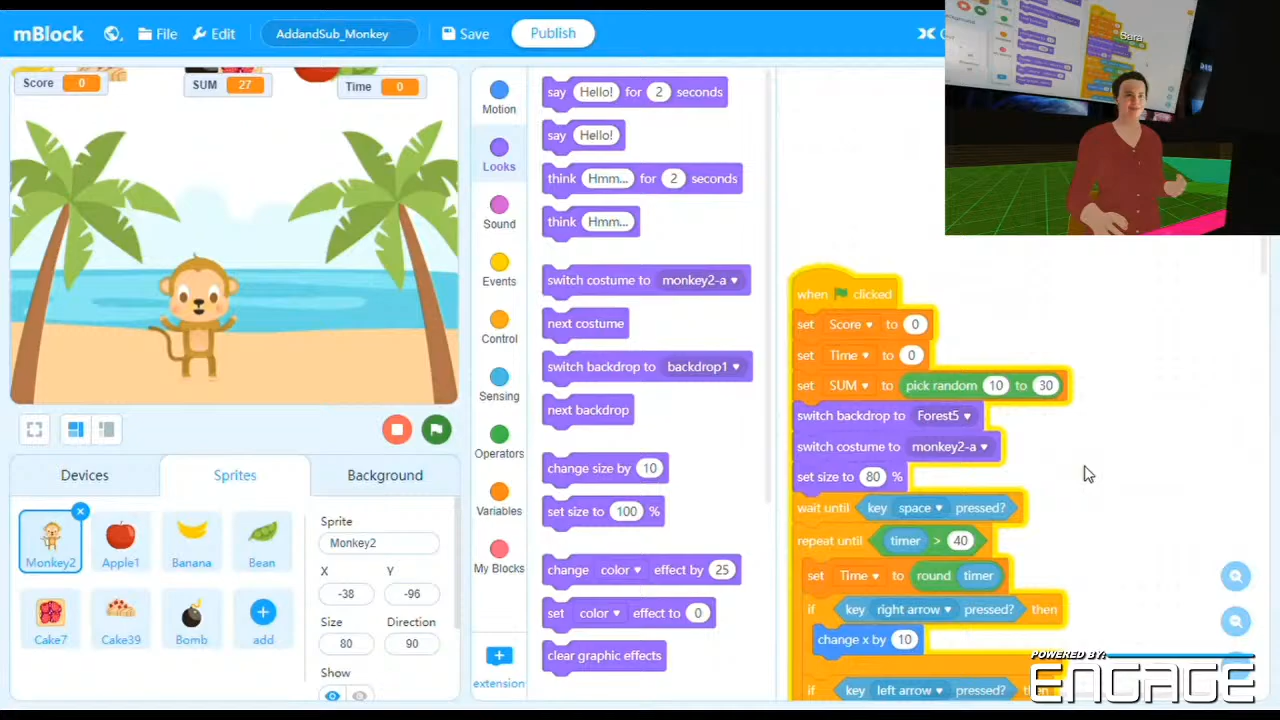 mBlock
File
Edit
AddandSub_Monkey
Save
Publish
Sara
Score 0
SUM 27
Time 0
Motion
Looks
Sound
Events
Control
Sensing
Operators
Variables
My Blocks
extension
say Hello! for 2 seconds
say Hello!
think Hmm... for 2 seconds
think Hmm...
switch costume to monkey2-a
next costume
switch backdrop to backdrop1
next backdrop
change size by 10
set size to 100 %
change color effect by 25
set color effect to 0
clear graphic effects
when clicked
set Score to 0
set Time to 0
set SUM to pick random 10 to 30
switch backdrop to Forest5
switch costume to monkey2-a
set size to 80 %
wait until key space pressed?
repeat until timer > 40
set Time to round timer
if key right arrow pressed? then
change x by 10
if key left arrow pressed? then
Devices
Sprites
Background
Monkey2
Apple1
Banana
Bean
Cake7
Cake39
Bomb
add
Sprite
Monkey2
X
Y
-38
-96
Size
Direction
80
90
Show
POWERED BY:
ENGAGE